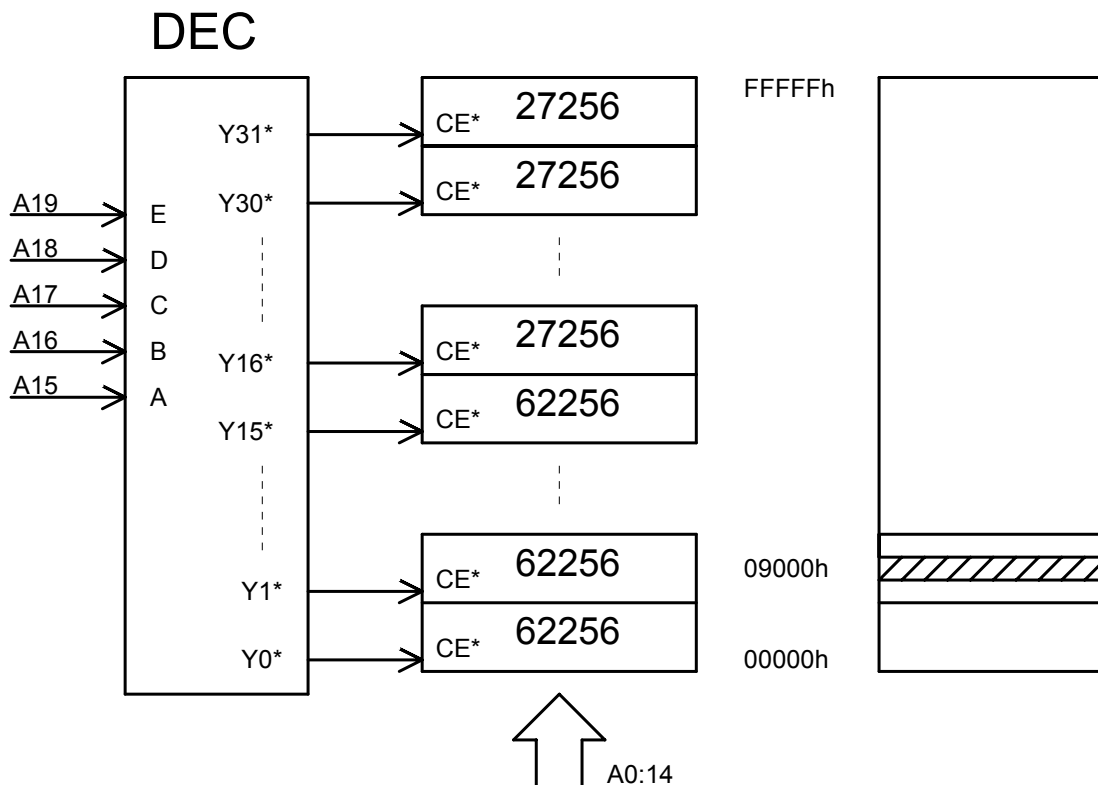 DEC
Y31*
CE* 27256
FFFFFh
Y30*
CE* 27256
A19
E
A18
D
A17
C
A16
B
A15
A
Y16*
CE* 27256
Y15*
CE* 62256
Y1*
CE* 62256
09000h
Y0*
CE* 62256
00000h
A0:14